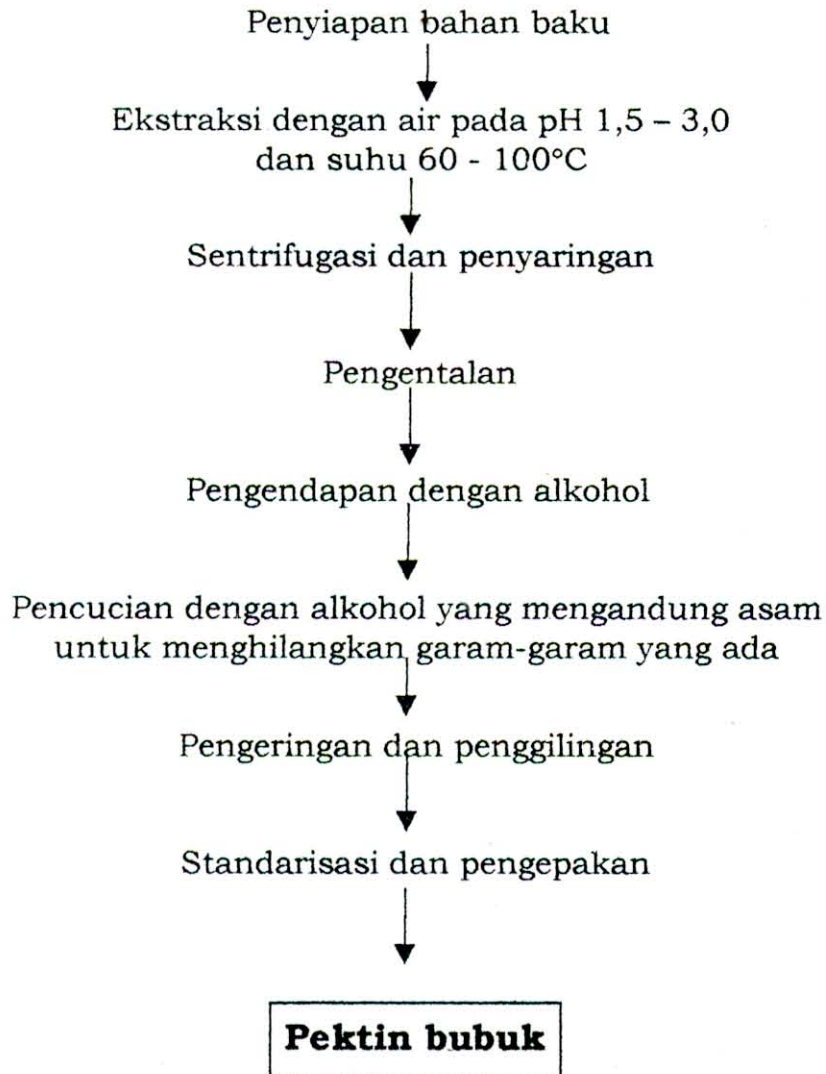 Penyiapan bahan baku
Ekstraksi dengan air pada pH 1,5 – 3,0
dan suhu 60 - 100°C
Sentrifugasi dan penyaringan
Pengentalan
Pengendapan dengan alkohol
Pencucian dengan alkohol yang mengandung asam
untuk menghilangkan garam-garam yang ada
Pengeringan dan penggilingan
Standarisasi dan pengepakan
Pektin bubuk